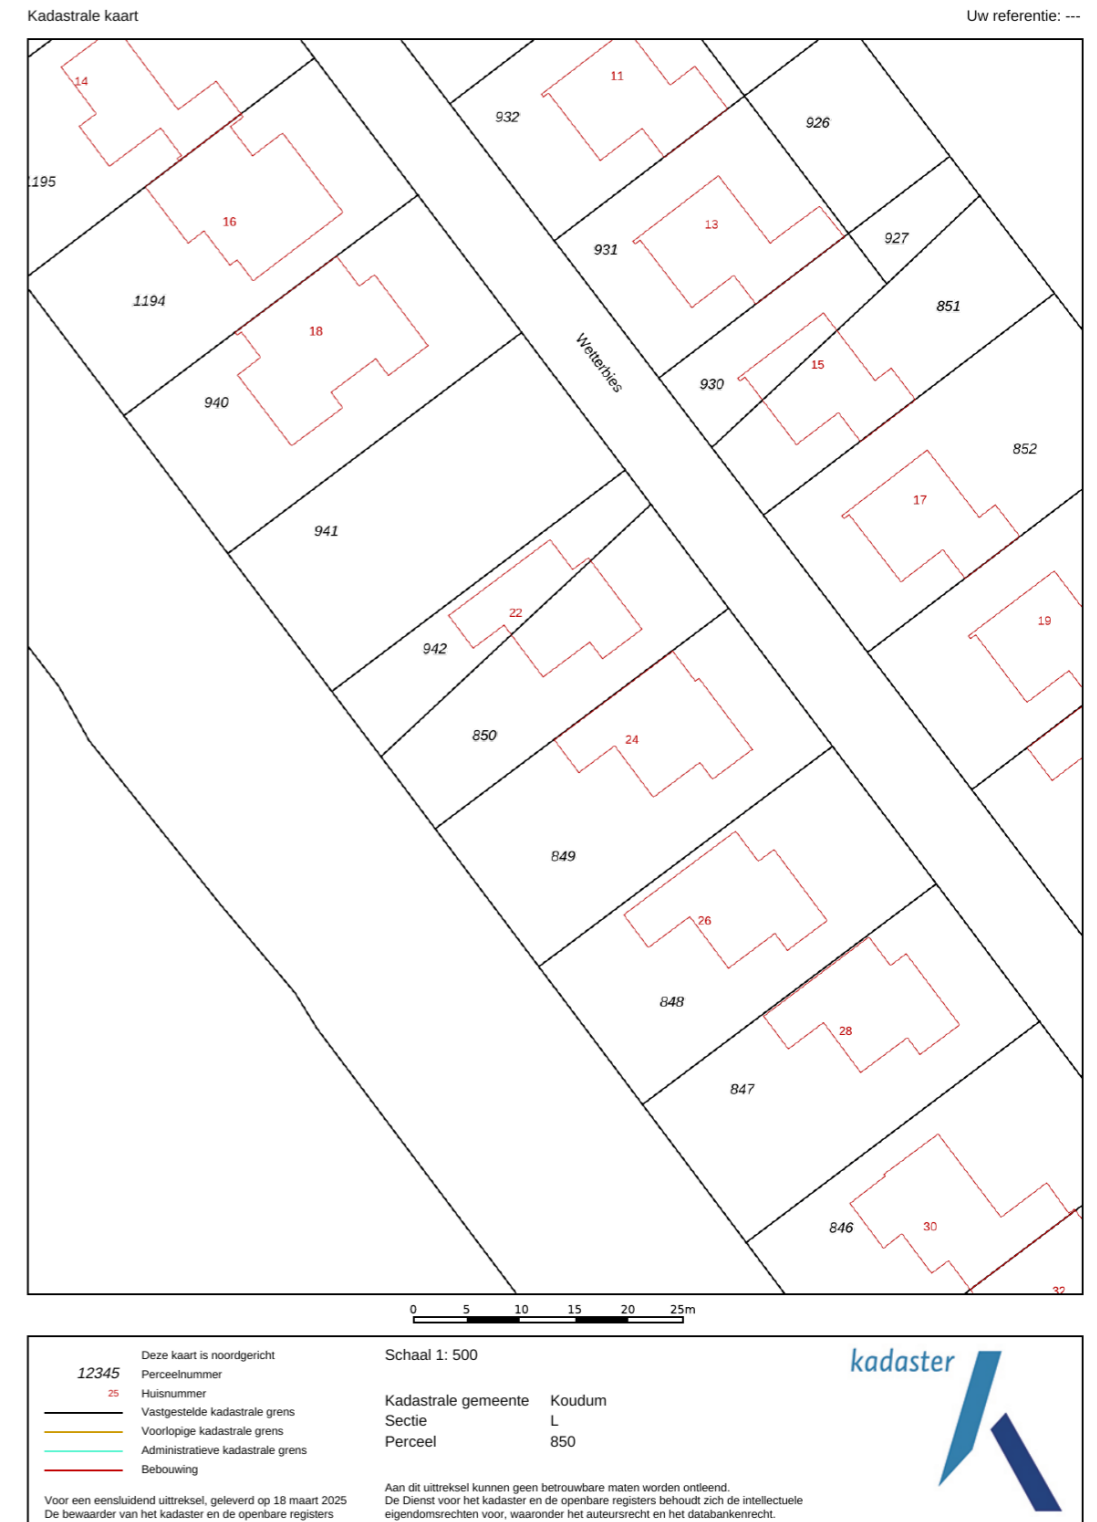 Kadastrale kaart
Uw referentie: ---
14
11
932
926
1195
16
13
931
927
1194
18
851
Wetterbies
15
930
940
852
17
941
22
19
942
850
24
849
26
848
28
847
846
30
32
0 5 10 15 20 25m
Deze kaart is noordgericht
12345 Perceelnummer
25 Huisnummer
Vastgestelde kadastrale grens
Voorlopige kadastrale grens
Administratieve kadastrale grens
Bebouwing
Voor een eensluidend uittreksel, geleverd op 18 maart 2025
De bewaarder van het kadaster en de openbare registers
Schaal 1: 500
Kadastrale gemeente Koudum
Sectie L
Perceel 850
Aan dit uittreksel kunnen geen betrouwbare maten worden ontleend.
De Dienst voor het kadaster en de openbare registers behoudt zich de intellectuele
eigendomsrechten voor, waaronder het auteursrecht en het databankenrecht.
kadaster